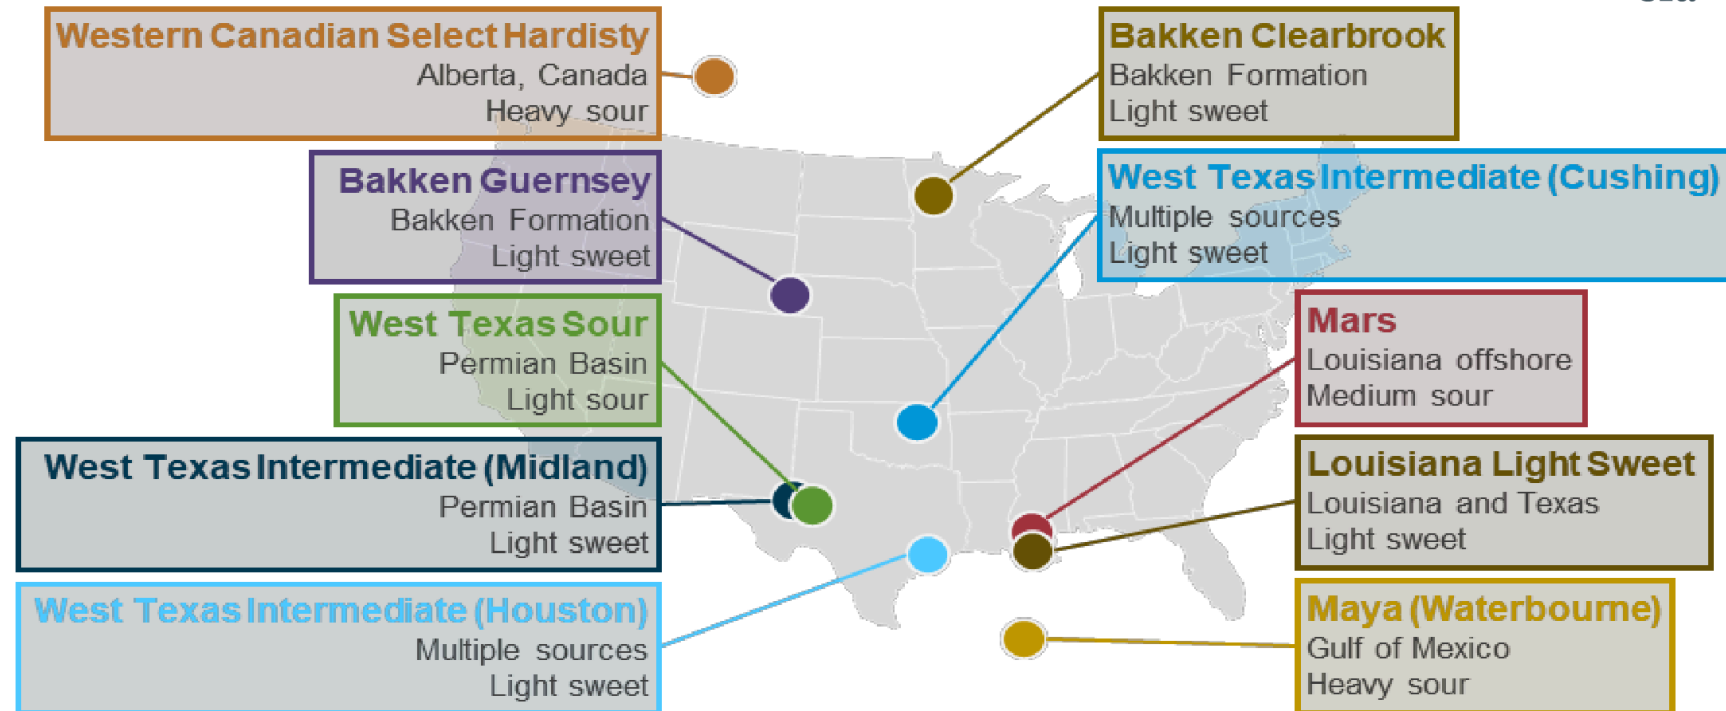 Western Canadian Select Hardisty
Alberta, Canada
Heavy sour
Bakken Guernsey
Bakken Formation
Light sweet
West Texas Sour
Permian Basin
Light sour
West Texas Intermediate (Midland)
Permian Basin
Light sweet
West Texas Intermediate (Houston)
Multiple sources
Light sweet
Bakken Clearbrook
Bakken Formation
Light sweet
West Texas Intermediate (Cushing)
Multiple sources
Light sweet
Mars
Louisiana offshore
Medium sour
Louisiana Light Sweet
Louisiana and Texas
Light sweet
Maya (Waterbourne)
Gulf of Mexico
Heavy sour